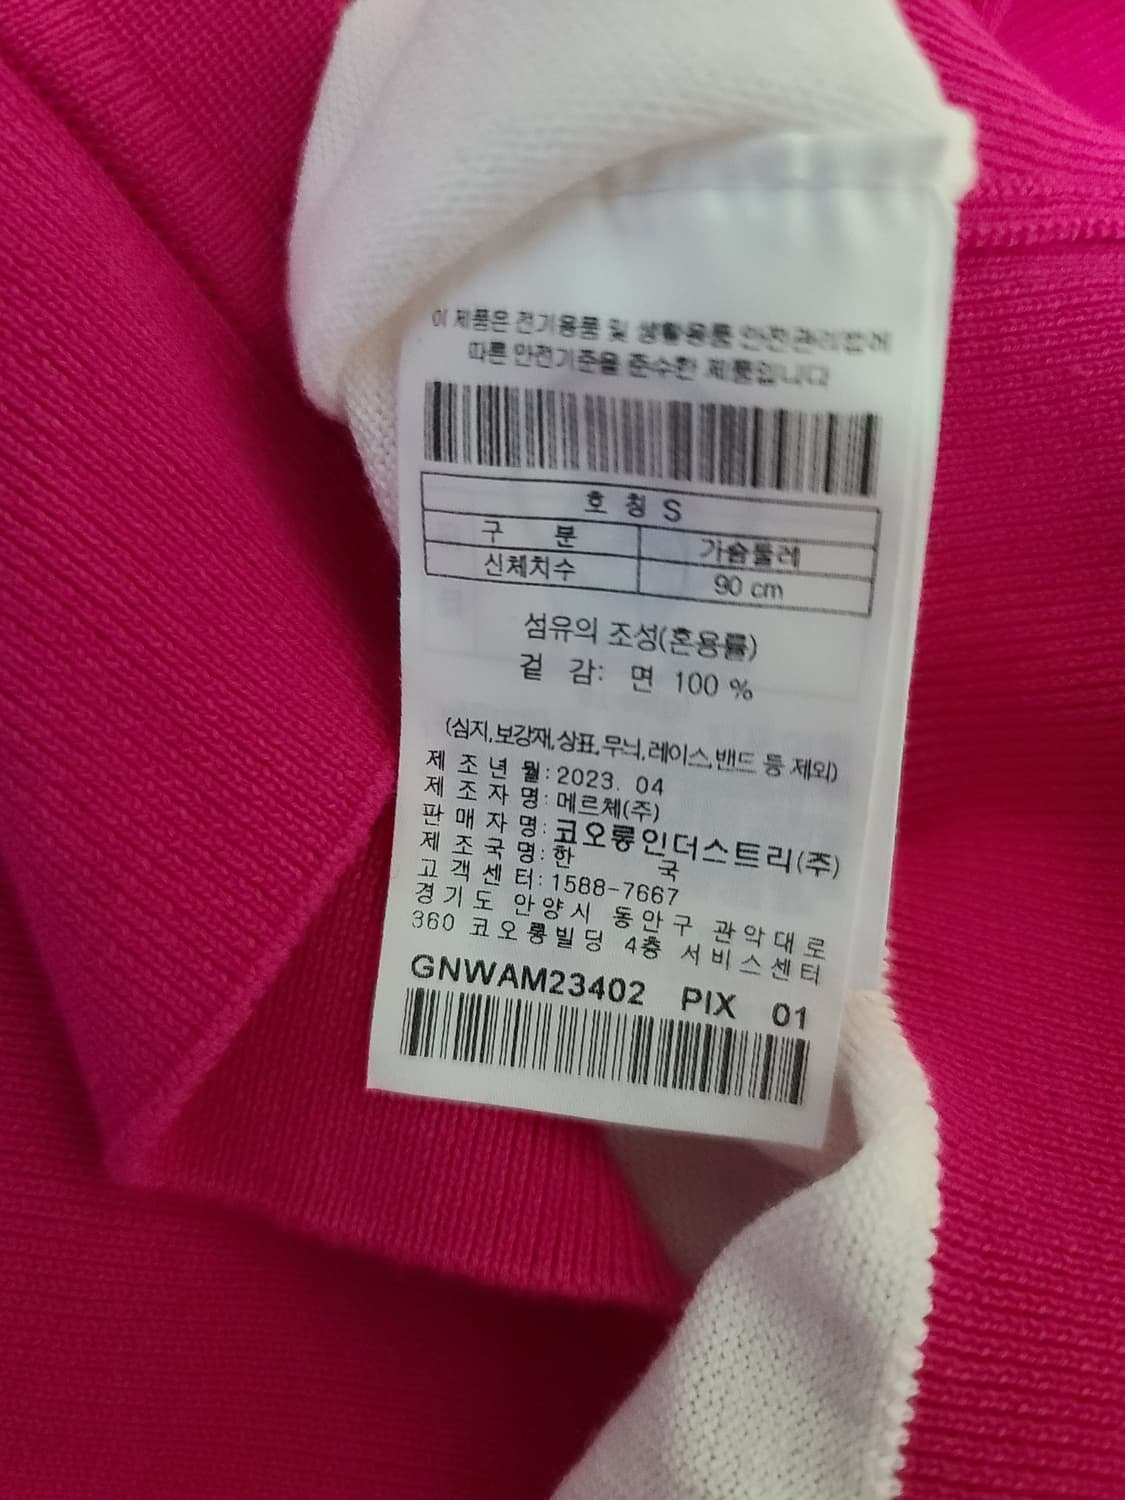 이 제품은 전기용품 및 생활용품 안전관리법에
따른 안전기준을 준수한 제품입니다
호 칭 S
구 분 가슴둘레
신체치수 90 cm
섬유의 조성(혼용률)
겉 감: 면 100 %
(심지,보강재,상표,무늬,레이스,밴드 등 제외)
제 조 년 월: 2023. 04
제 조 자 명: 메르체(주)
판 매 자 명: 코오롱인더스트리(주)
제 조 국 명: 한 국
고 객 센 터: 1588-7667
경기도 안양시 동안구 관악대로
360 코오롱빌딩 4층 서비스센터
GNWAM23402 PIX 01